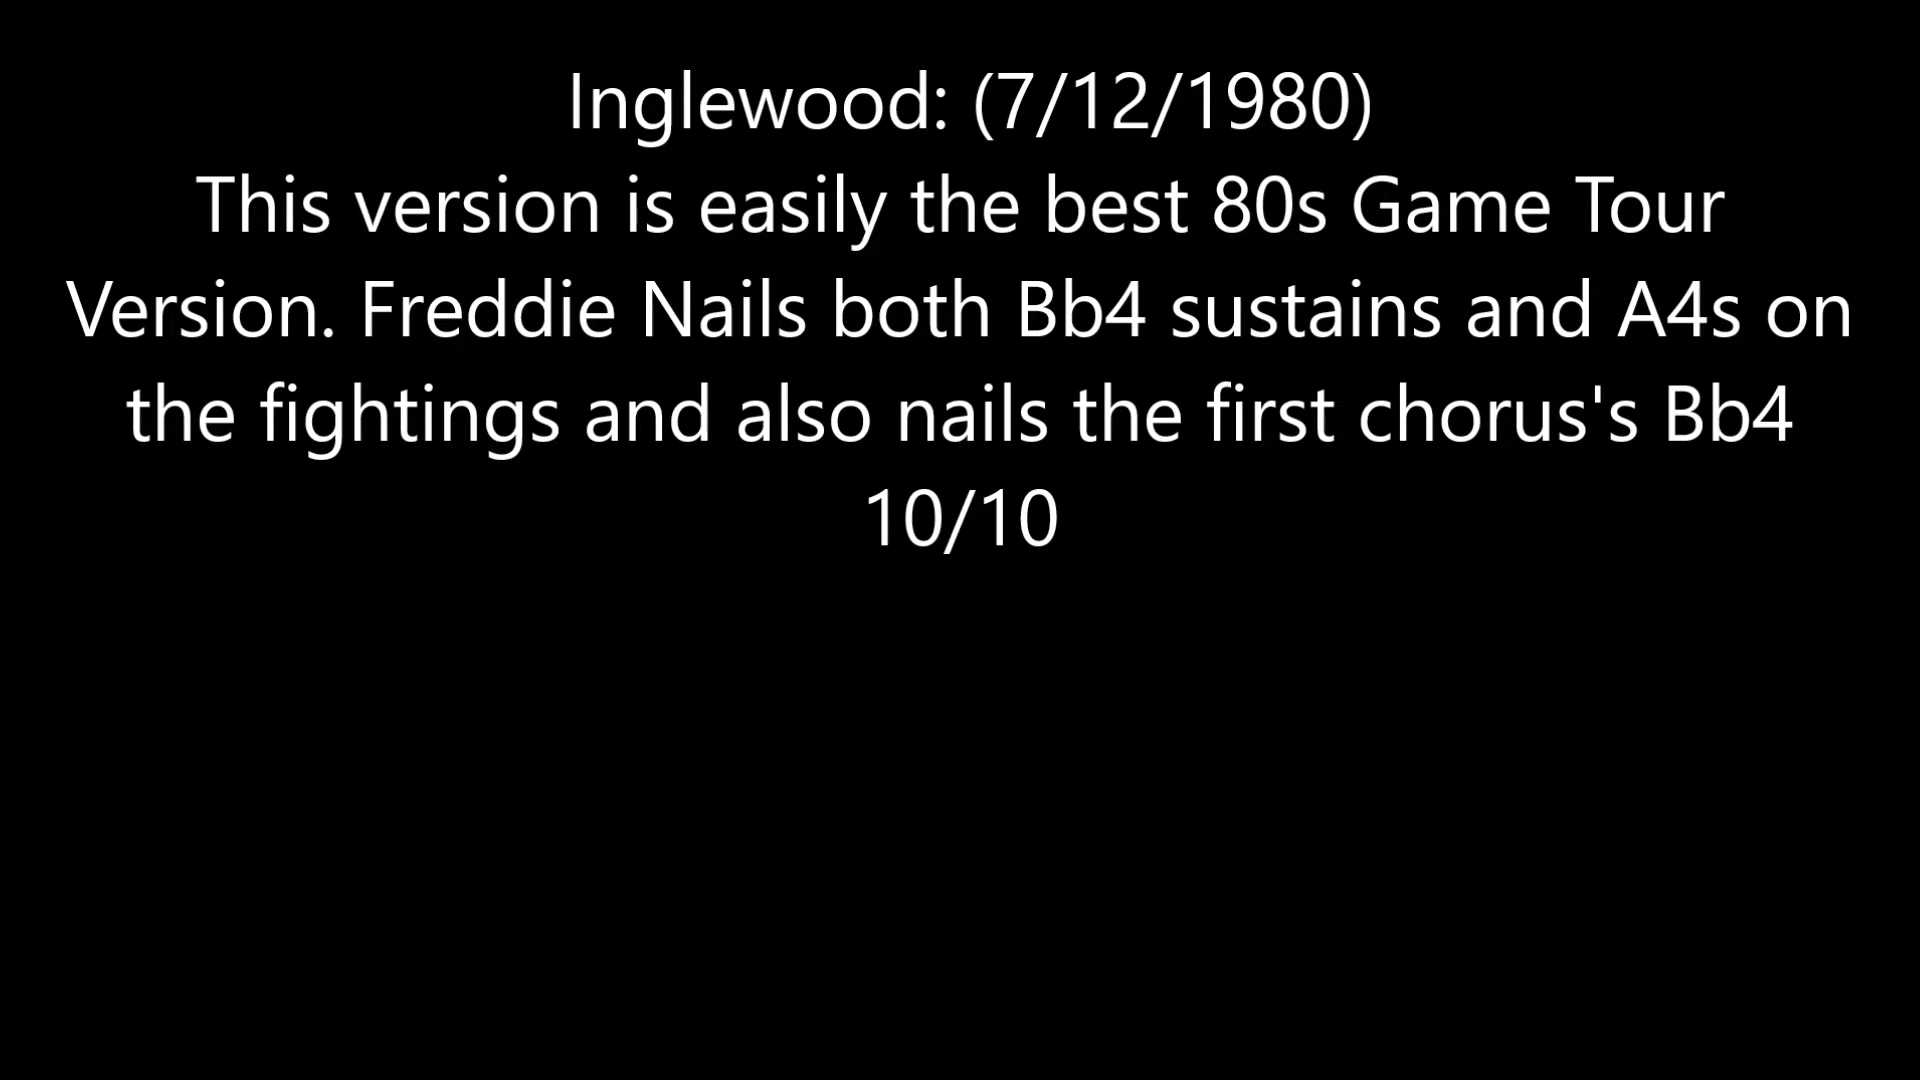 Inglewood: (7/12/1980)
This version is easily the best 80s Game Tour
Version. Freddie Nails both Bb4 sustains and A4s on
the fightings and also nails the first chorus's Bb4
10/10